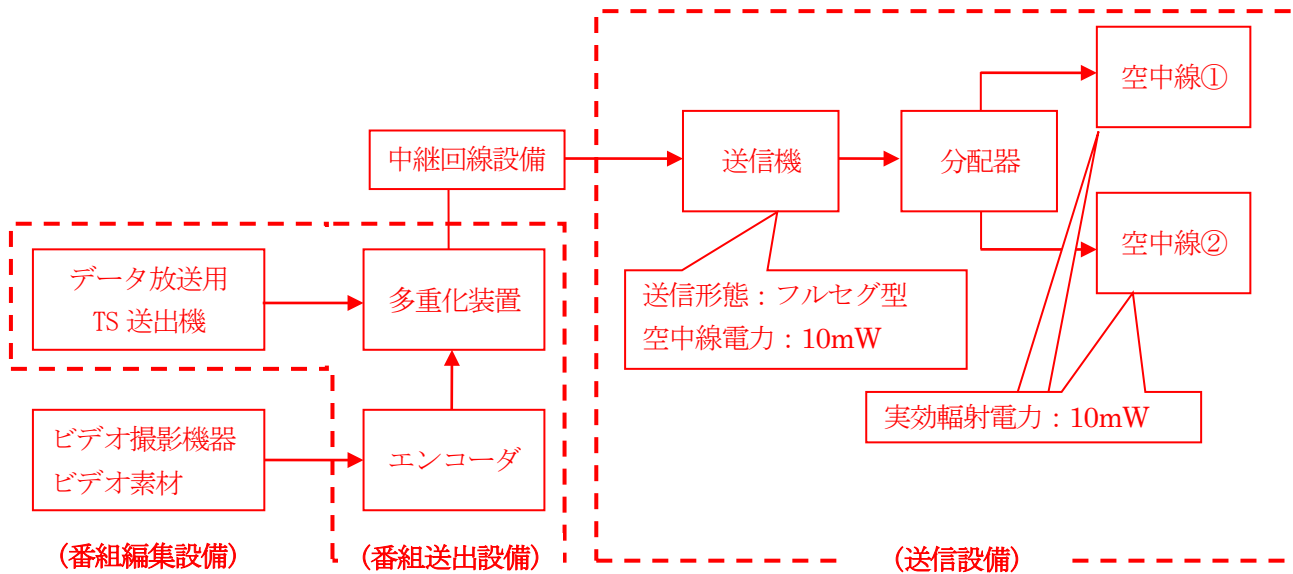 空中線①
中継回線設備
送信機
分配器
空中線②
データ放送用
TS 送出機
多重化装置
送信形態：フルセグ型
空中線電力：10mW
実効輻射電力：10mW
ビデオ撮影機器
ビデオ素材
エンコーダ
(番組編集設備)
(番組送出設備)
(送信設備)